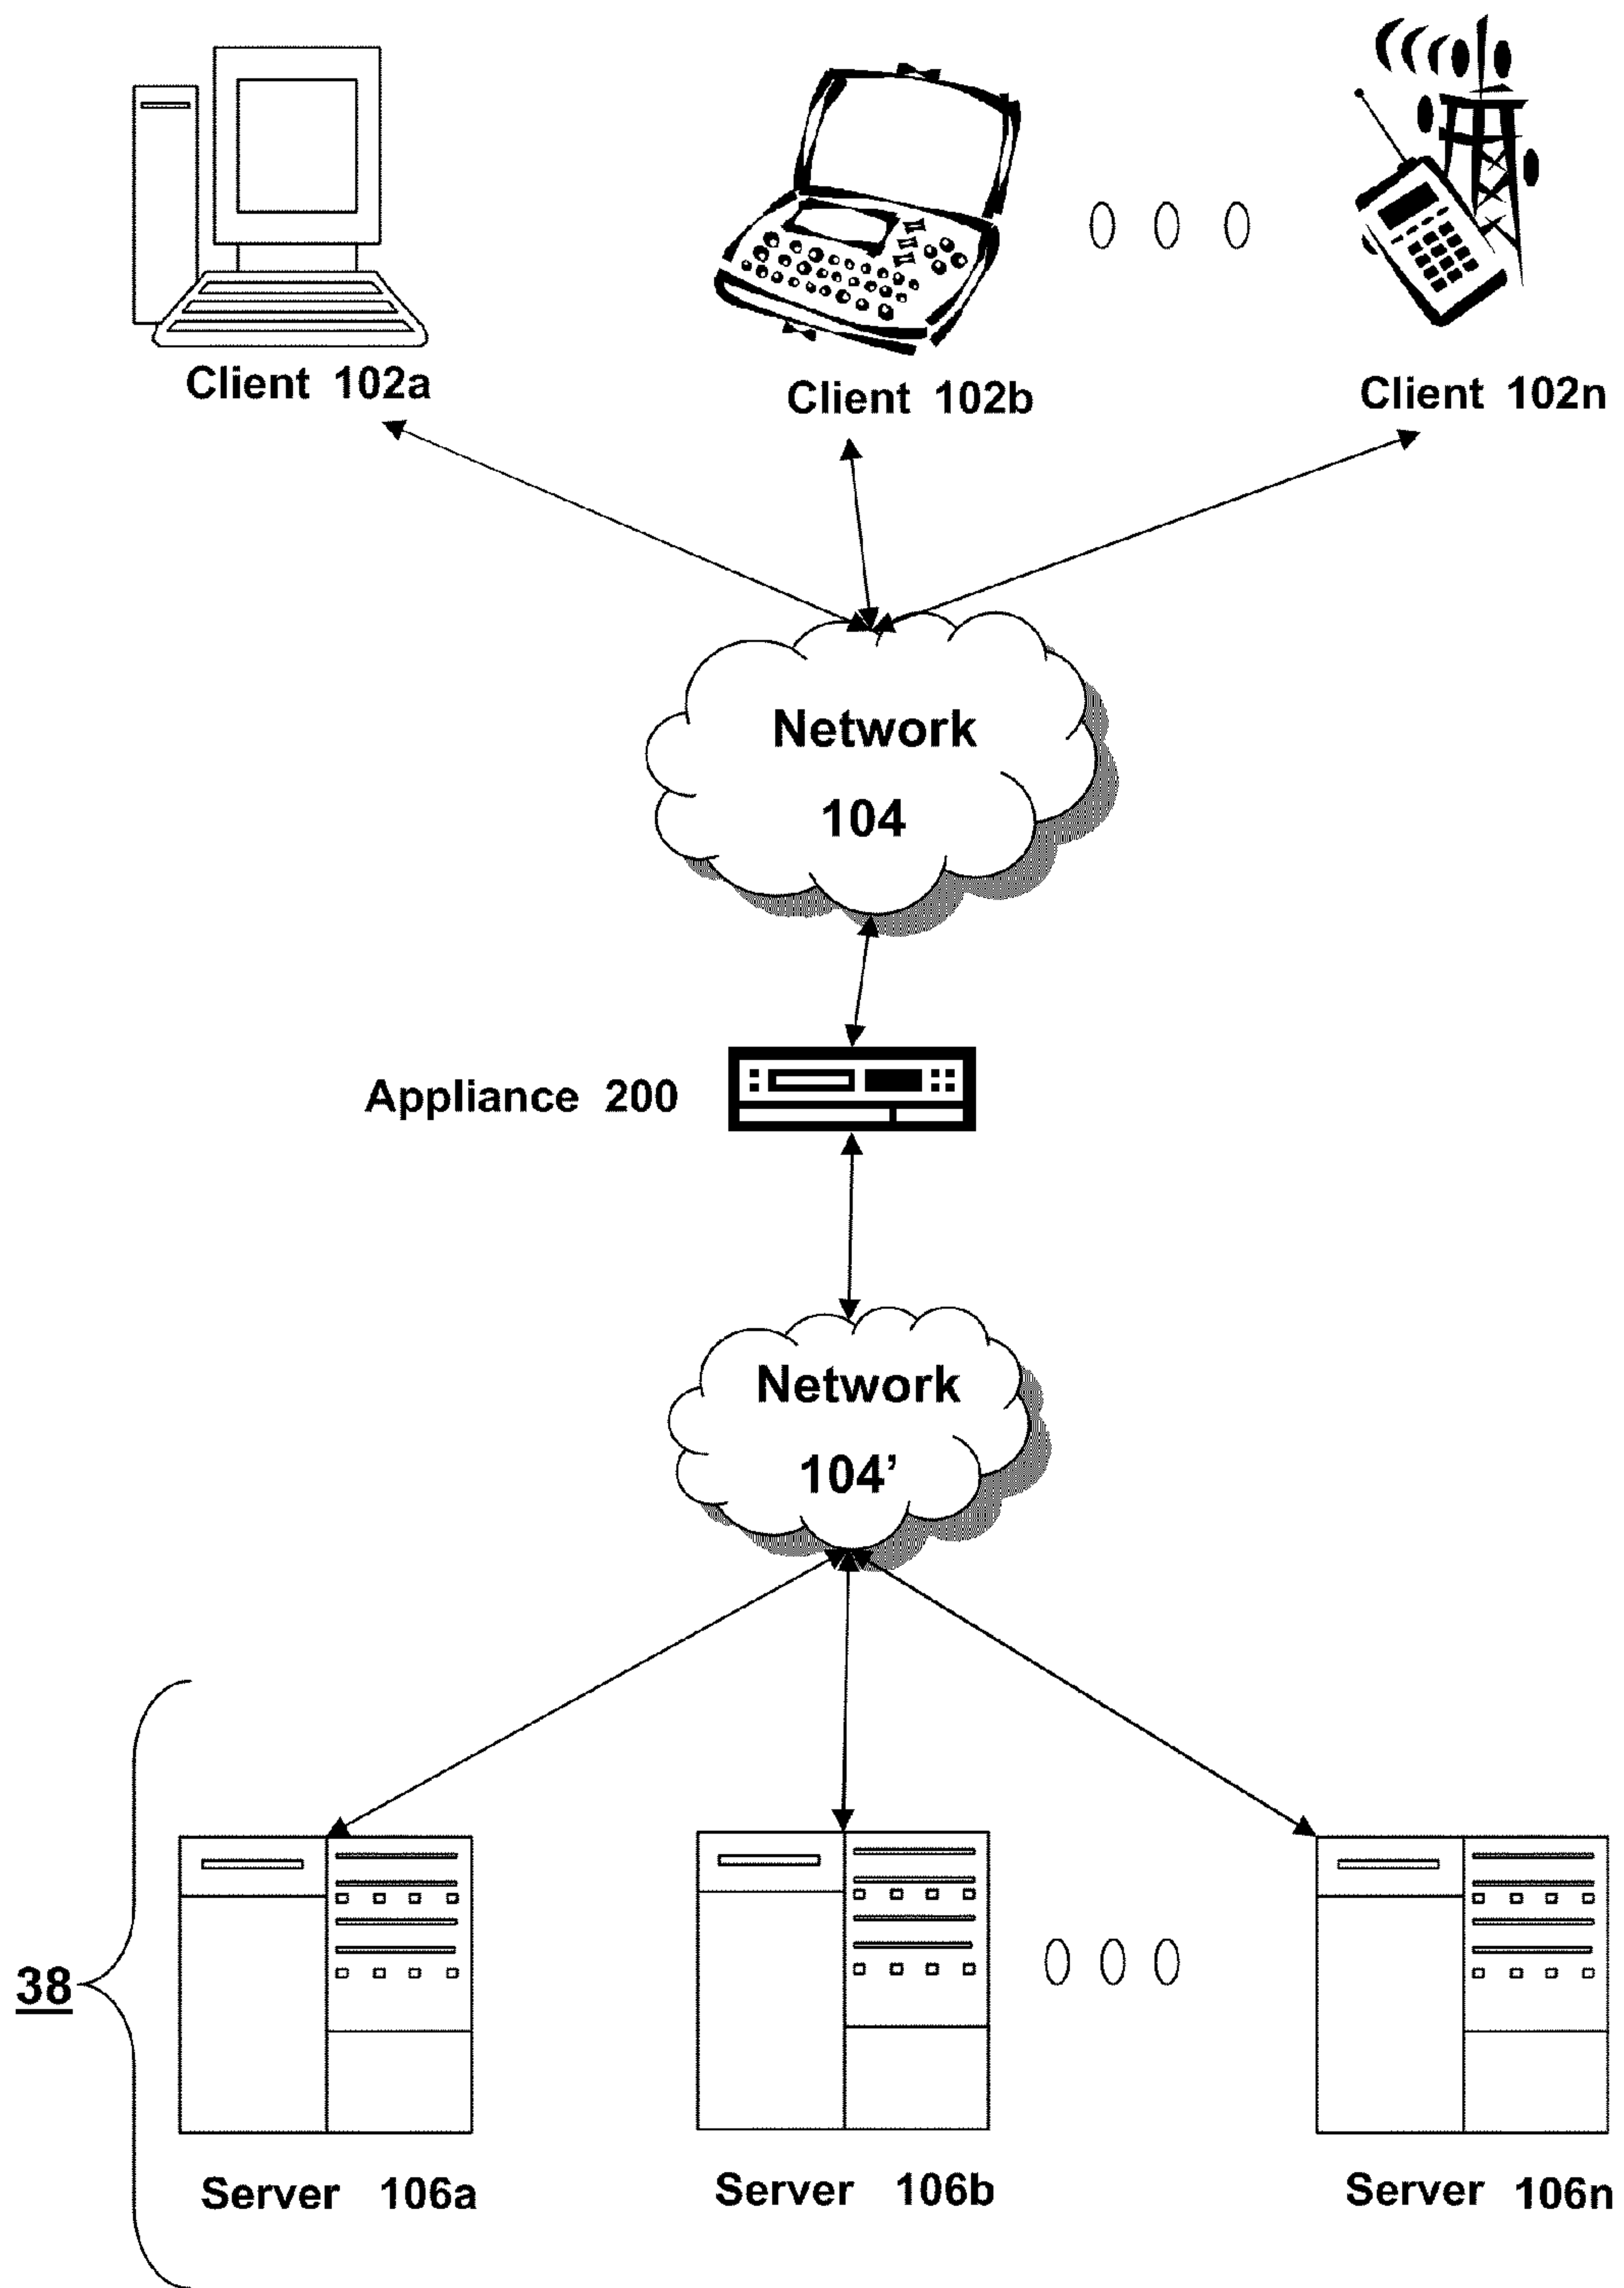 Client 102a
Client 102b
Client 102n
Network
104
Appliance 200
Network
104’
38
Server 106a
Server 106b
Server 106n